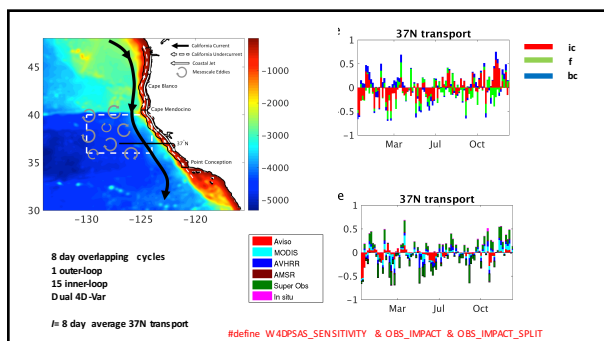 California Current
California Undercurrent
Coastal Jet
Mesoscale Eddies
Cape Blanco
Cape Mendocino
37°N
Point Conception
45
40
35
30
−130
−125
−120
0
−1000
−2000
−3000
−4000
−5000
e
37N transport
1
0.5
0
−0.5
−1
Mar
Jul
Oct
ic
f
bc
e
37N transport
1
0.5
0
−0.5
−1
Mar
Jul
Oct
Aviso
MODIS
AVHRR
AMSR
Super Obs
In situ
8 day overlapping cycles
1 outer-loop
15 inner-loop
Dual 4D-Var
I= 8 day average 37N transport
#define W4DPSAS_SENSITIVITY & OBS_IMPACT & OBS_IMPACT_SPLIT